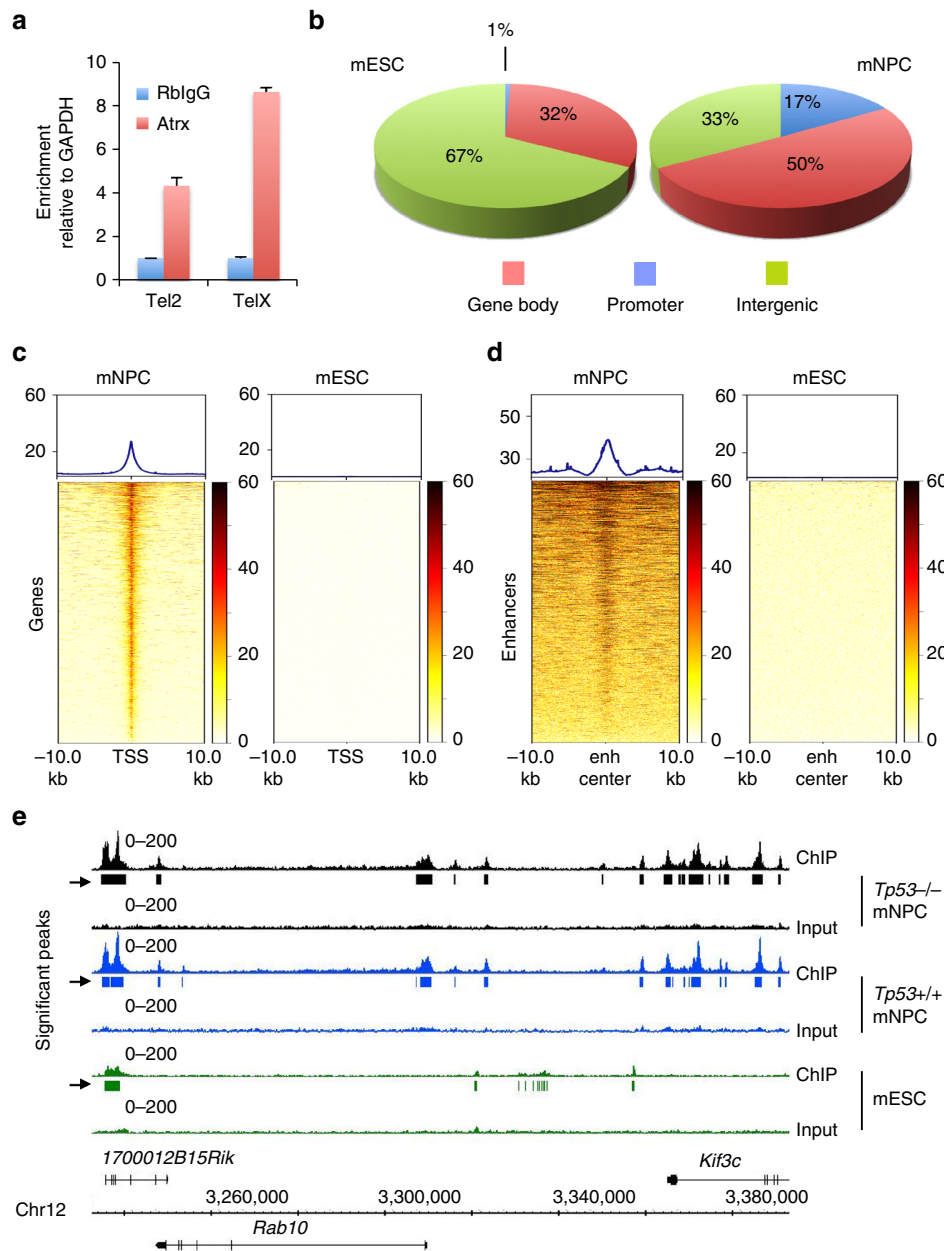 a
Enrichment
relative to GAPDH
10
8
6
4
2
0
RbIgG
Atrx
Tel2
TelX
b
mESC
1%
32%
67%
mNPC
17%
33%
50%
Gene body
Promoter
Intergenic
c
mNPC
mESC
60
20
60
20
Genes
60
40
20
0
60
40
20
0
–10.0
kb
TSS
10.0
kb
–10.0
kb
TSS
10.0
kb
d
mNPC
mESC
50
30
60
20
Enhancers
60
40
20
0
60
40
20
0
–10.0
kb
enh
center
10.0
kb
–10.0
kb
enh
center
10.0
kb
e
Significant peaks
0–200
ChIP
0–200
Input
Tp53–/–
mNPC
0–200
ChIP
0–200
Input
Tp53+/+
mNPC
0–200
ChIP
0–200
Input
mESC
1700012B15Rik
Kif3c
Chr12
3,260,000
3,300,000
3,340,000
3,380,000
Rab10